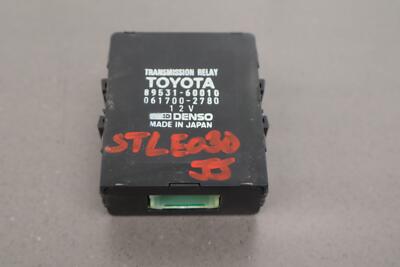 TRANSMISSION RELAY
TOYOTA
89531-60010
061700-2780
12V
DENSO
MADE IN JAPAN
STLE030
JS